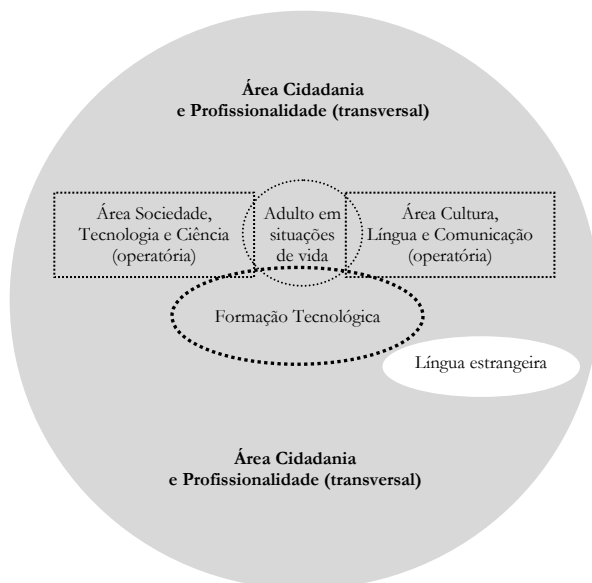 Área Cidadania
e Profissionalidade (transversal)
Área Sociedade,
Tecnologia e Ciência
(operatória)
Adulto em
situações
de vida
Área Cultura,
Língua e Comunicação
(operatória)
Formação Tecnológica
Língua estrangeira
Área Cidadania
e Profissionalidade (transversal)